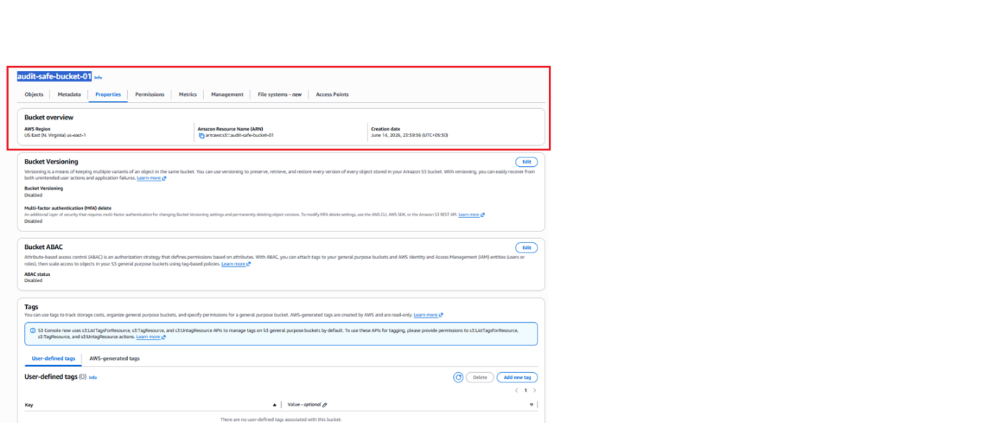 audit-safe-bucket-01 Info
Objects Metadata Properties Permissions Metrics Management File systems - new Access Points
Bucket overview
AWS Region
US East (N. Virginia) us-east-1
Amazon Resource Name (ARN)
arn:aws:s3:::audit-safe-bucket-01
Creation date
June 14, 2026, 23:59:36 (UTC+05:30)
Bucket Versioning
Edit
Versioning is a means of keeping multiple variants of an object in the same bucket. You can use versioning to preserve, retrieve, and restore every version of every object stored in your Amazon S3 bucket. With versioning, you can easily recover from
both unintended user actions and application failures. Learn more
Bucket Versioning
Disabled
Multi-factor authentication (MFA) delete
An additional layer of security that requires multi-factor authentication for changing Bucket Versioning settings and permanently deleting object versions. To modify MFA delete settings, use the AWS CLI, AWS SDK, or the Amazon S3 REST API. Learn more
Disabled
Bucket ABAC
Edit
Attribute-based access control (ABAC) is an authorization strategy that defines permissions based on attributes. With ABAC, you can attach tags to your general purpose buckets and AWS Identity and Access Management (IAM) entities (users or
roles), then scale access to objects in your S3 general purpose buckets using tag-based policies. Learn more
ABAC status
Disabled
Tags
You can use tags to track storage costs, organize general purpose buckets, and specify permissions for a general purpose bucket. AWS-generated tags are created by AWS and are read-only. Learn more
S3 Console now uses s3:ListTagsForResource, s3:TagResource, and s3:UntagResource APIs to manage tags on S3 general purpose buckets by default. To use these APIs for tagging, please provide permissions to s3:ListTagsForResource,
s3:TagResource, and s3:UntagResource actions. Learn more
User-defined tags AWS-generated tags
User-defined tags (0) Info
Delete Add new tag
1
Key Value - optional
There are no user-defined tags associated with this bucket.